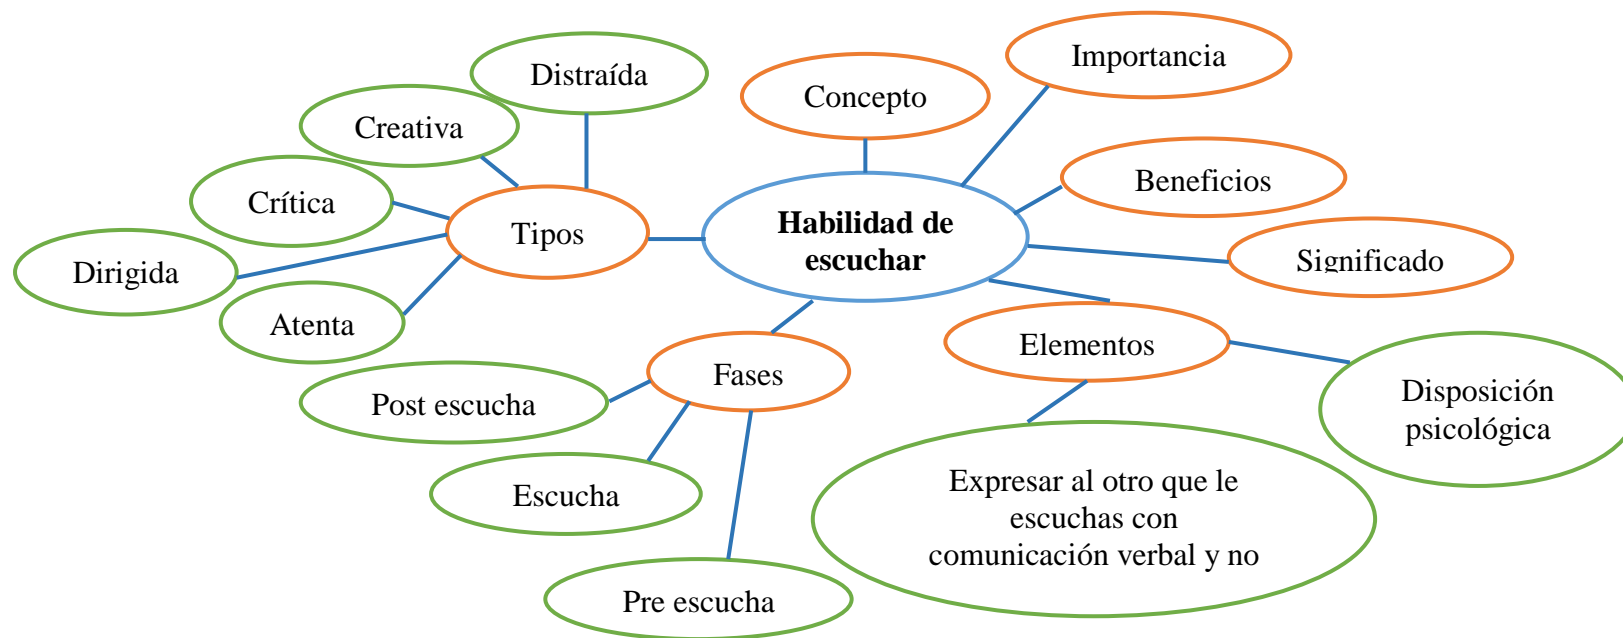 Importancia
Distraída
Concepto
Creativa
Beneficios
Crítica
Habilidad de
escuchar
Tipos
Significado
Dirigida
Atenta
Elementos
Fases
Post escucha
Disposición
psicológica
Escucha
Expresar al otro que le
escuchas con
comunicación verbal y no
Pre escucha